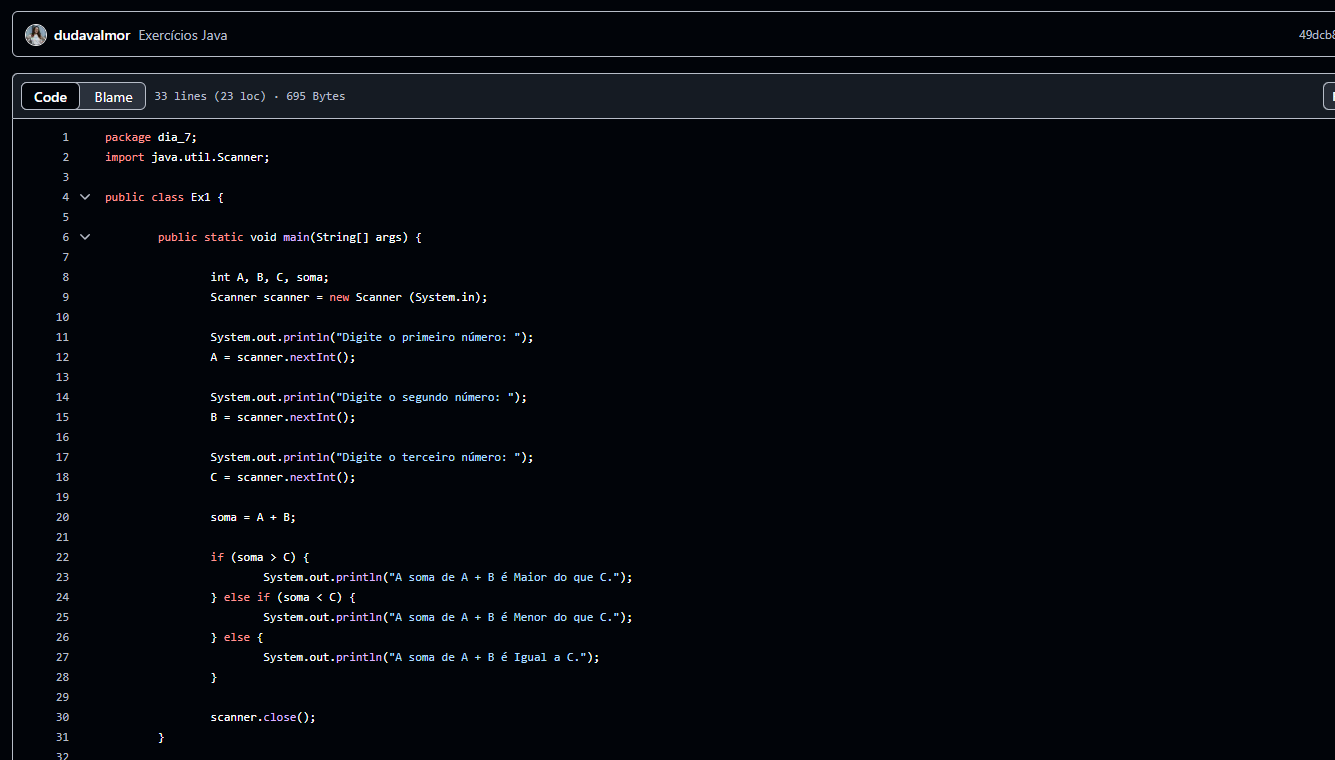 dudavalmor Exercícios Java 49dcb8
Code Blame 33 lines (23 loc) · 695 Bytes
1 package dia_7;
2 import java.util.Scanner;
3
4 public class Ex1 {
5
6 public static void main(String[] args) {
7
8 int A, B, C, soma;
9 Scanner scanner = new Scanner (System.in);
10
11 System.out.println("Digite o primeiro número: ");
12 A = scanner.nextInt();
13
14 System.out.println("Digite o segundo número: ");
15 B = scanner.nextInt();
16
17 System.out.println("Digite o terceiro número: ");
18 C = scanner.nextInt();
19
20 soma = A + B;
21
22 if (soma > C) {
23 System.out.println("A soma de A + B é Maior do que C.");
24 } else if (soma < C) {
25 System.out.println("A soma de A + B é Menor do que C.");
26 } else {
27 System.out.println("A soma de A + B é Igual a C.");
28 }
29
30 scanner.close();
31 }
32